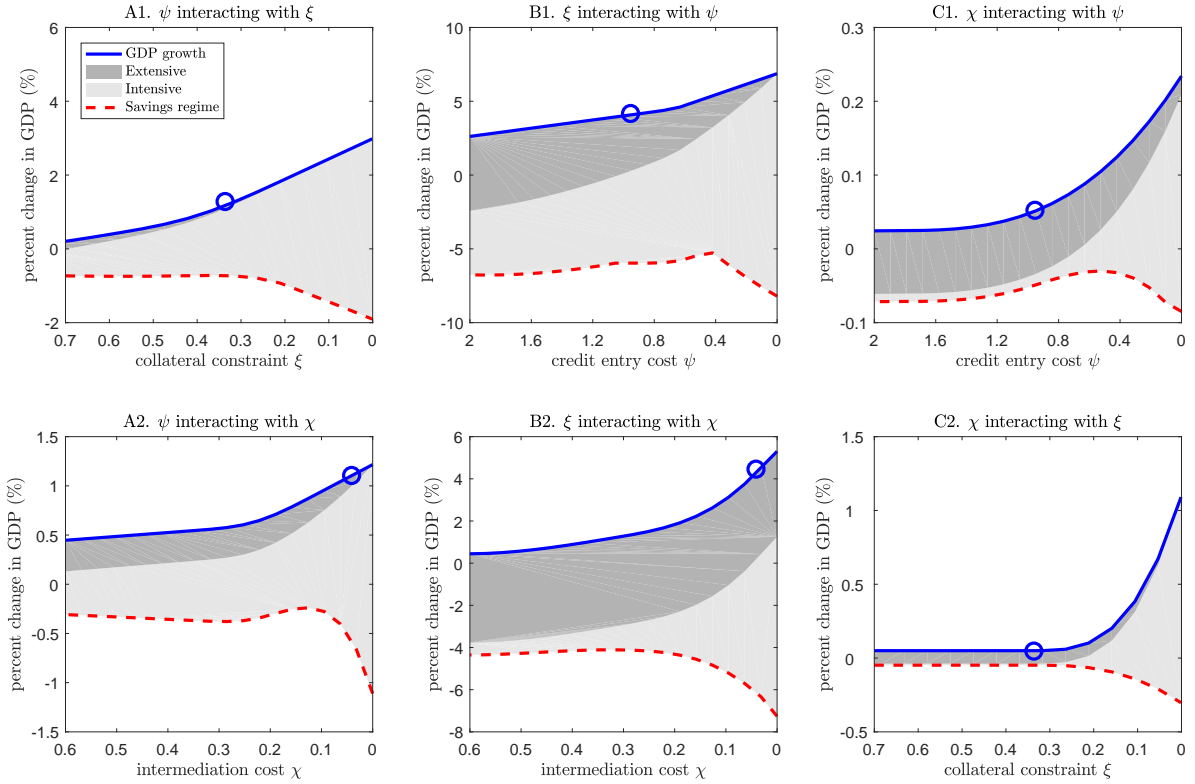 A1. ψ interacting with ξ
6
4
2
0
-2
percent change in GDP (%)
GDP growth
Extensive
Intensive
Savings regime
0.7 0.6 0.5 0.4 0.3 0.2 0.1 0
collateral constraint ξ
B1. ξ interacting with ψ
10
5
0
-5
-10
percent change in GDP (%)
2 1.6 1.2 0.8 0.4 0
credit entry cost ψ
C1. χ interacting with ψ
0.3
0.2
0.1
0
-0.1
percent change in GDP (%)
2 1.6 1.2 0.8 0.4 0
credit entry cost ψ
A2. ψ interacting with χ
1.5
1
0.5
0
-0.5
-1
-1.5
percent change in GDP (%)
0.6 0.5 0.4 0.3 0.2 0.1 0
intermediation cost χ
B2. ξ interacting with χ
6
4
2
0
-2
-4
-6
-8
percent change in GDP (%)
0.6 0.5 0.4 0.3 0.2 0.1 0
intermediation cost χ
C2. χ interacting with ξ
1.5
1
0.5
0
-0.5
percent change in GDP (%)
0.7 0.6 0.5 0.4 0.3 0.2 0.1 0
collateral constraint ξ